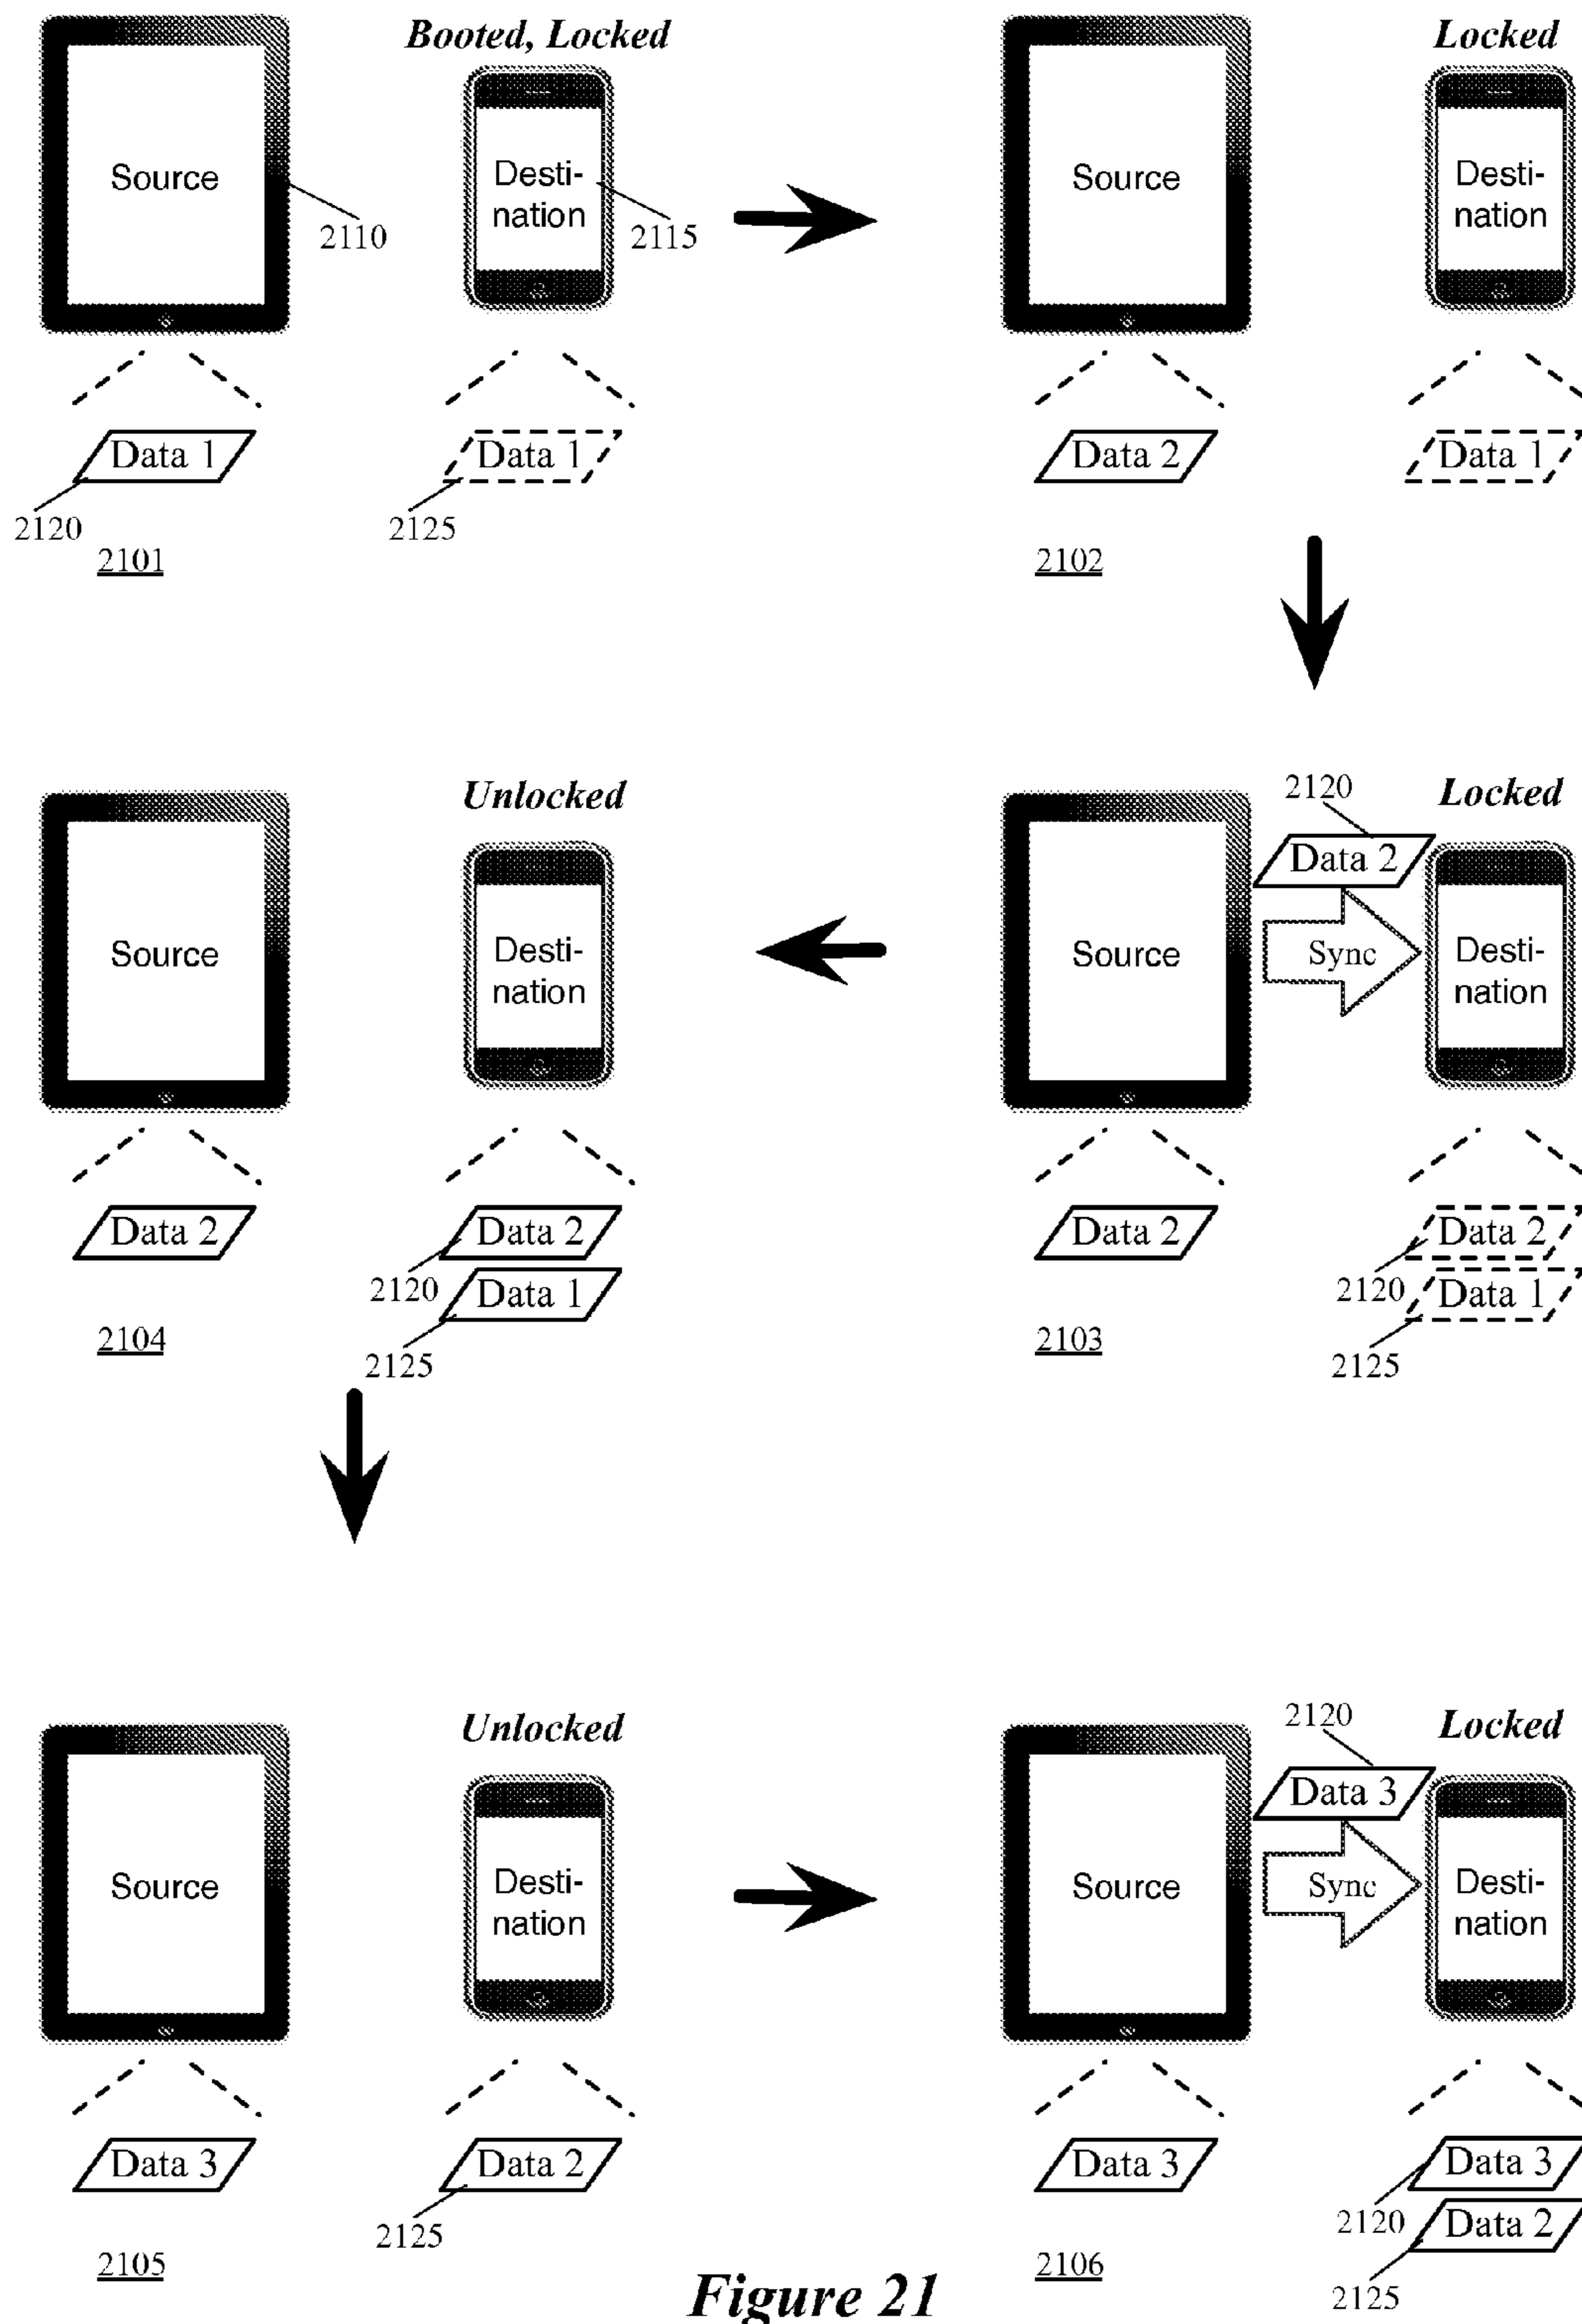 Booted, Locked
Source
Desti-
nation
2110
2115
Data 1
Data 1
2120
2125
2101
Locked
Source
Desti-
nation
Data 2
Data 1
2102
Unlocked
Source
Desti-
nation
Data 2
Data 2
2120
Data 1
2104
2125
2120
Locked
Data 2
Source
Sync
Desti-
nation
Data 2
Data 2
2120
Data 1
2103
2125
Unlocked
Source
Desti-
nation
Data 3
Data 2
2125
2105
2120
Locked
Data 3
Source
Sync
Desti-
nation
Data 3
Data 3
2120
Data 2
2106
2125
Figure 21